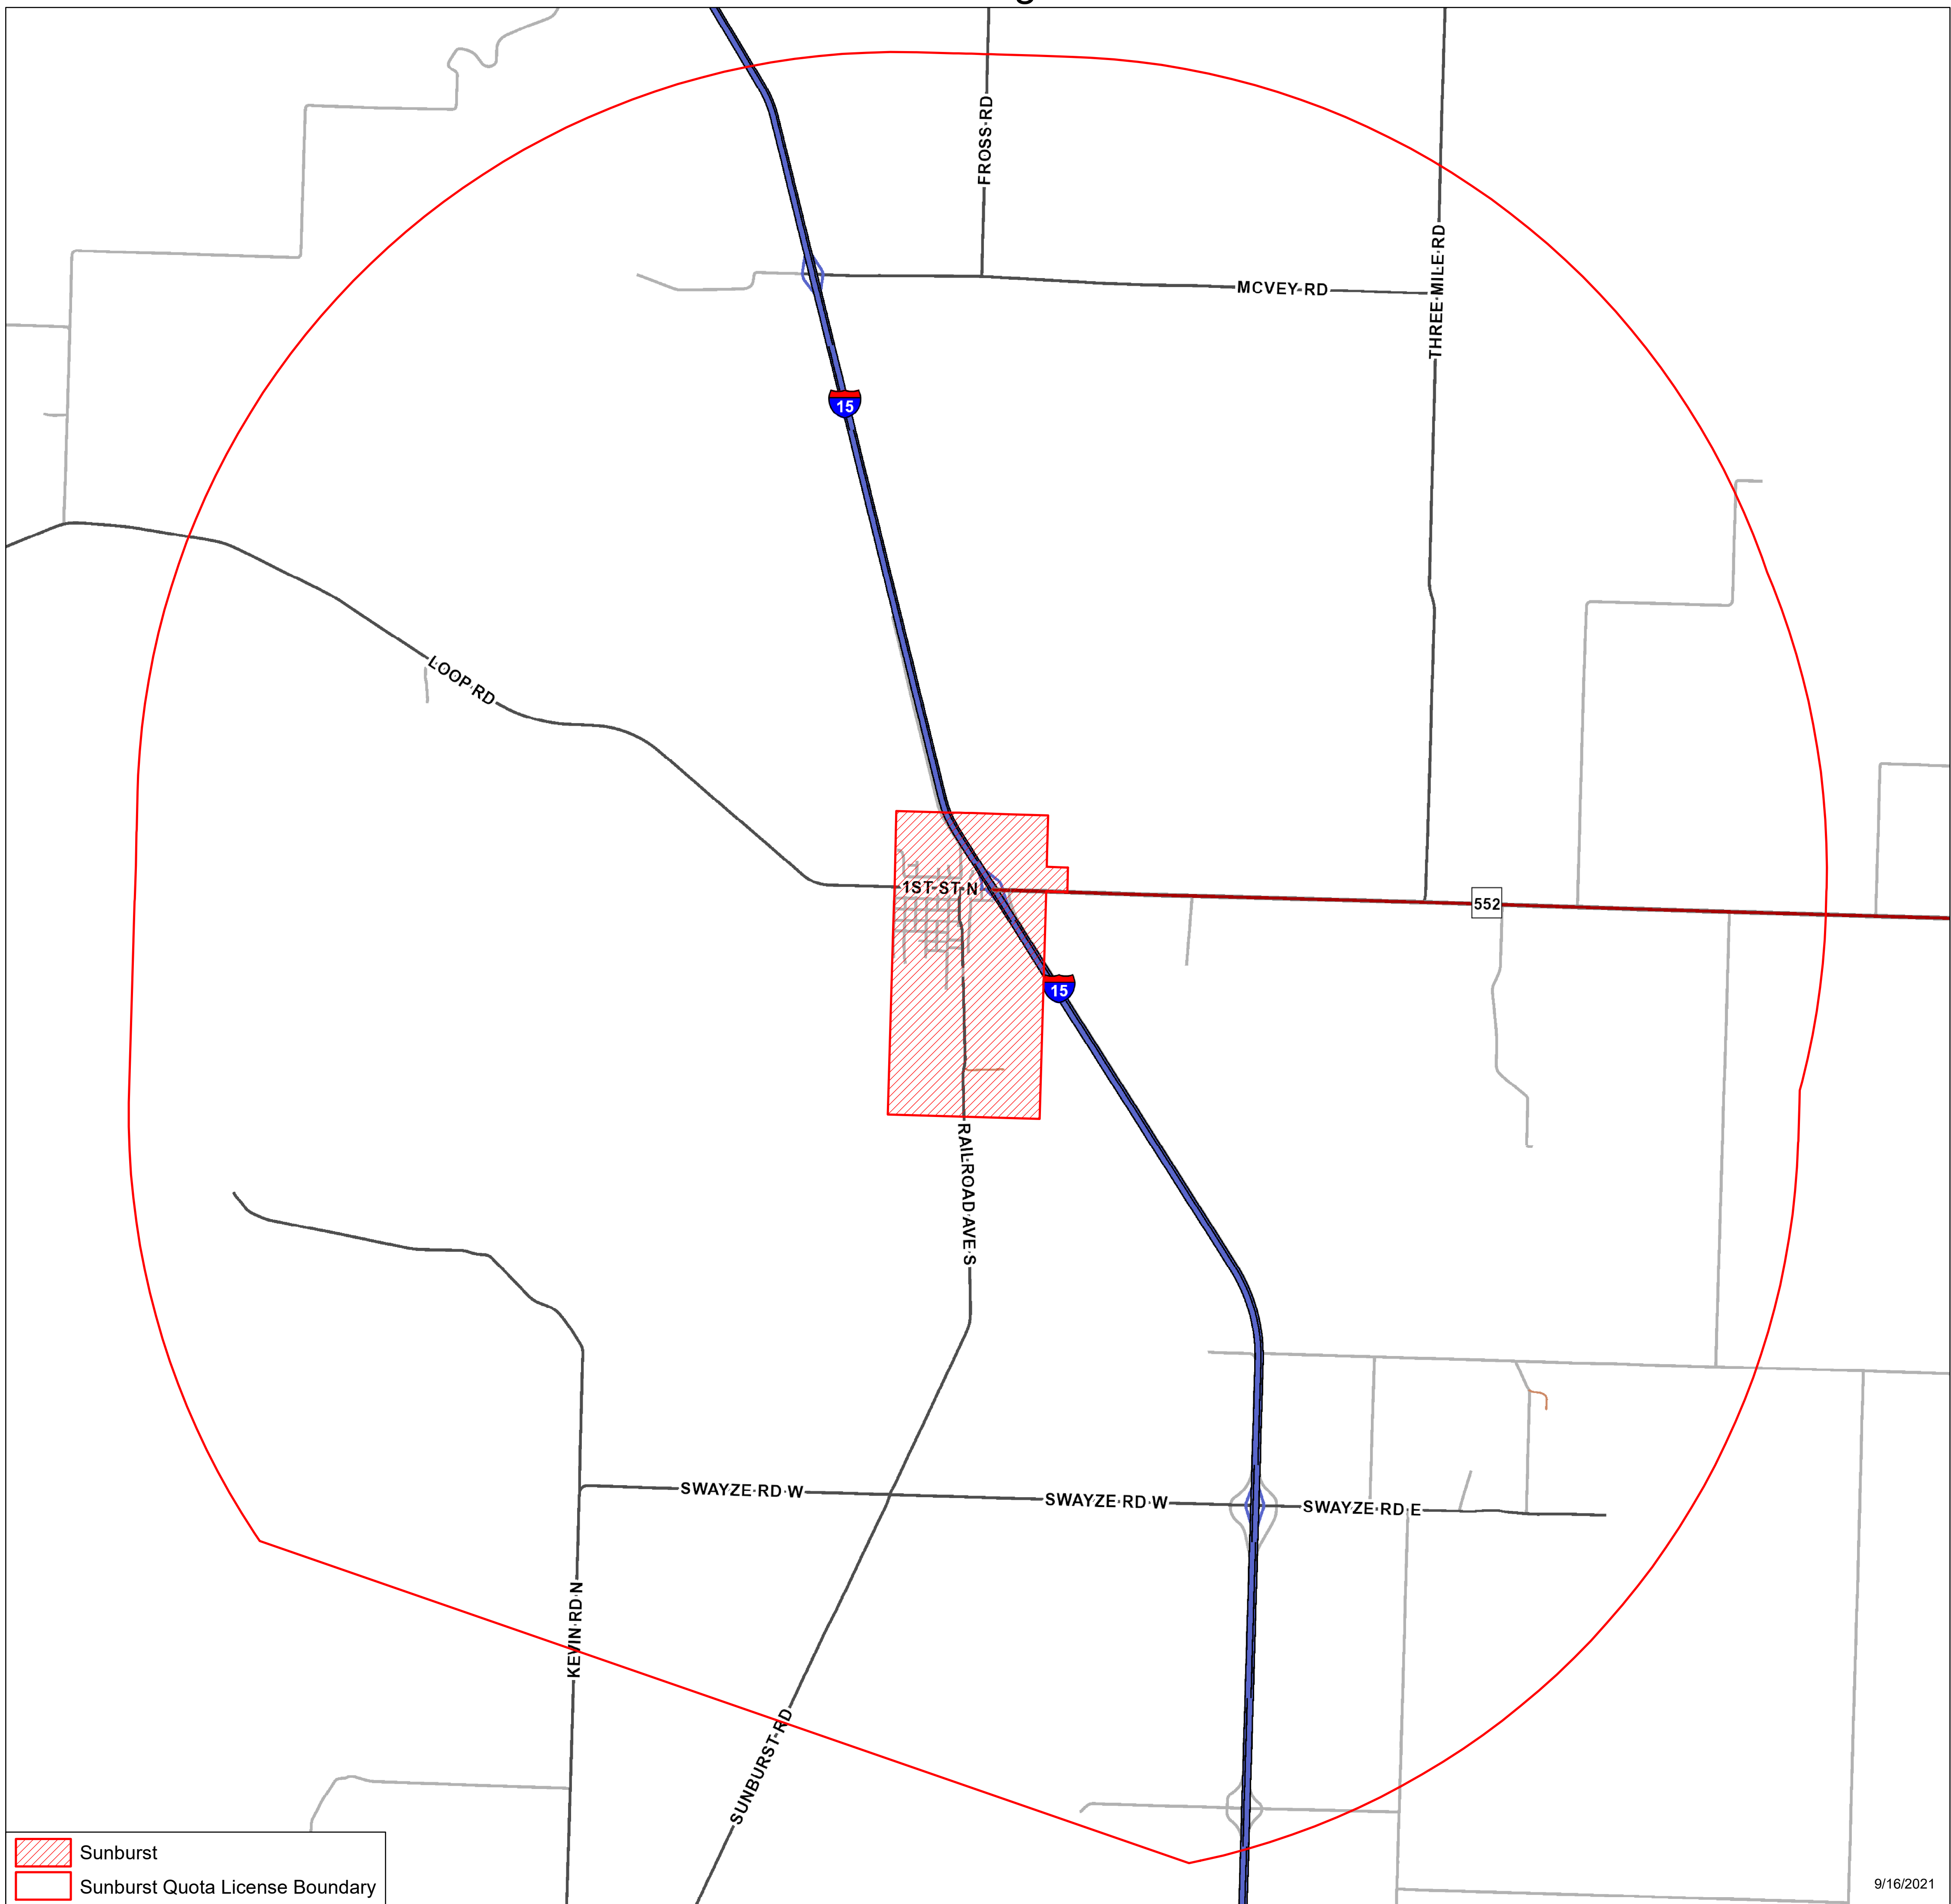 FROSS RD
THREE MILE RD
MCVEY RD
15
LOOP RD
1ST ST N
552
15
RAILROAD AVE S
SWAYZE RD W
SWAYZE RD W
SWAYZE RD E
KEVIN RD N
SUNBURST RD
Sunburst
Sunburst Quota License Boundary
9/16/2021